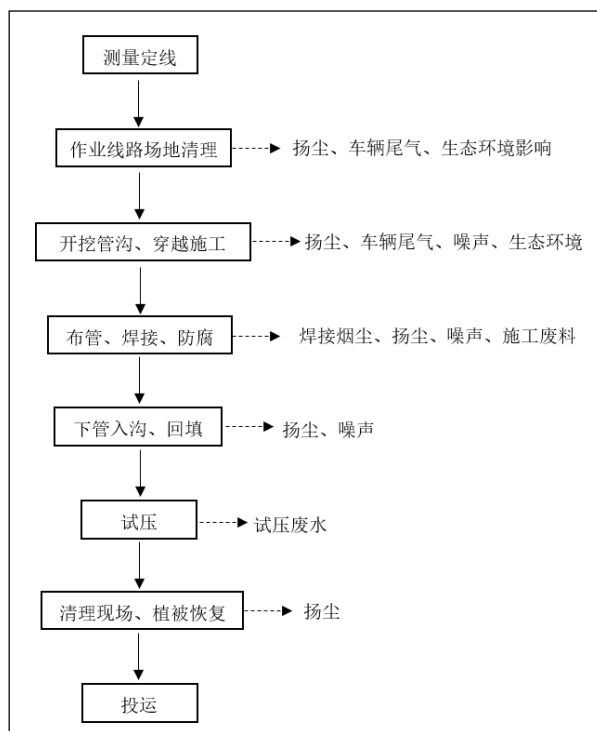 测量定线
作业线路场地清理
扬尘、车辆尾气、生态环境影响
开挖管沟、穿越施工
扬尘、车辆尾气、噪声、生态环境
布管、焊接、防腐
焊接烟尘、扬尘、噪声、施工废料
下管入沟、回填
扬尘、噪声
试压
试压废水
清理现场、植被恢复
扬尘
投运